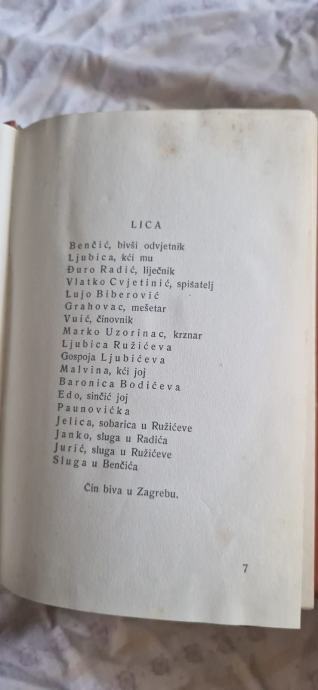 LICA
Benčić, bivši odvjetnik
Ljubica, kći mu
Đuro Radić, liječnik
Vlatko Cvjetinić, spisatelj
Lujo Biberović
Grahovac, mešetar
Vuić, činovnik
Marko Uzorinac, krznar
Ljubica Ružićeva
Gospoja Ljubićeva
Malvina, kći joj
Baronica Bodićeva
Edo, sinčić joj
Paunovićka
Jelica, sobarica u Ružićeve
Janko, sluga u Radića
Jurić, sluga u Ružićeve
Sluga u Benčića
Čin biva u Zagrebu.
7